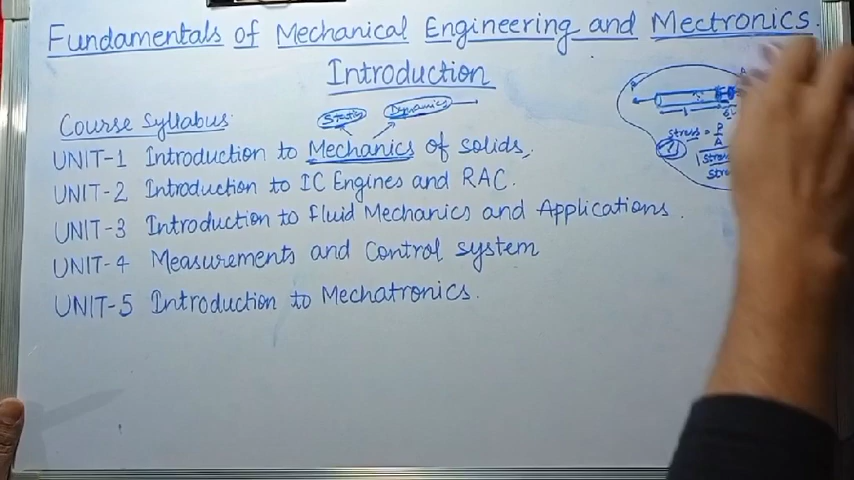 Fundamentals of Mechanical Engineering and Mectronics.
Introduction
Statics Dynamics
Course Syllabus:
UNIT-1 Introduction to Mechanics of solids,
UNIT-2 Introduction to IC Engines and RAC.
UNIT-3 Introduction to Fluid Mechanics and Applications.
UNIT-4 Measurements and Control system
UNIT-5 Introduction to Mechatronics.
P
stress = P/A